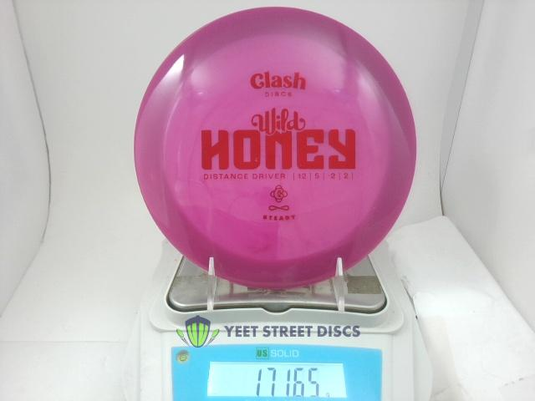 Clash
DISCS
Wild
HONEY
DISTANCE DRIVER | 12 | 5 | -2 | 2 |
STEADY
YEET STREET DISCS
US SOLID
171.65